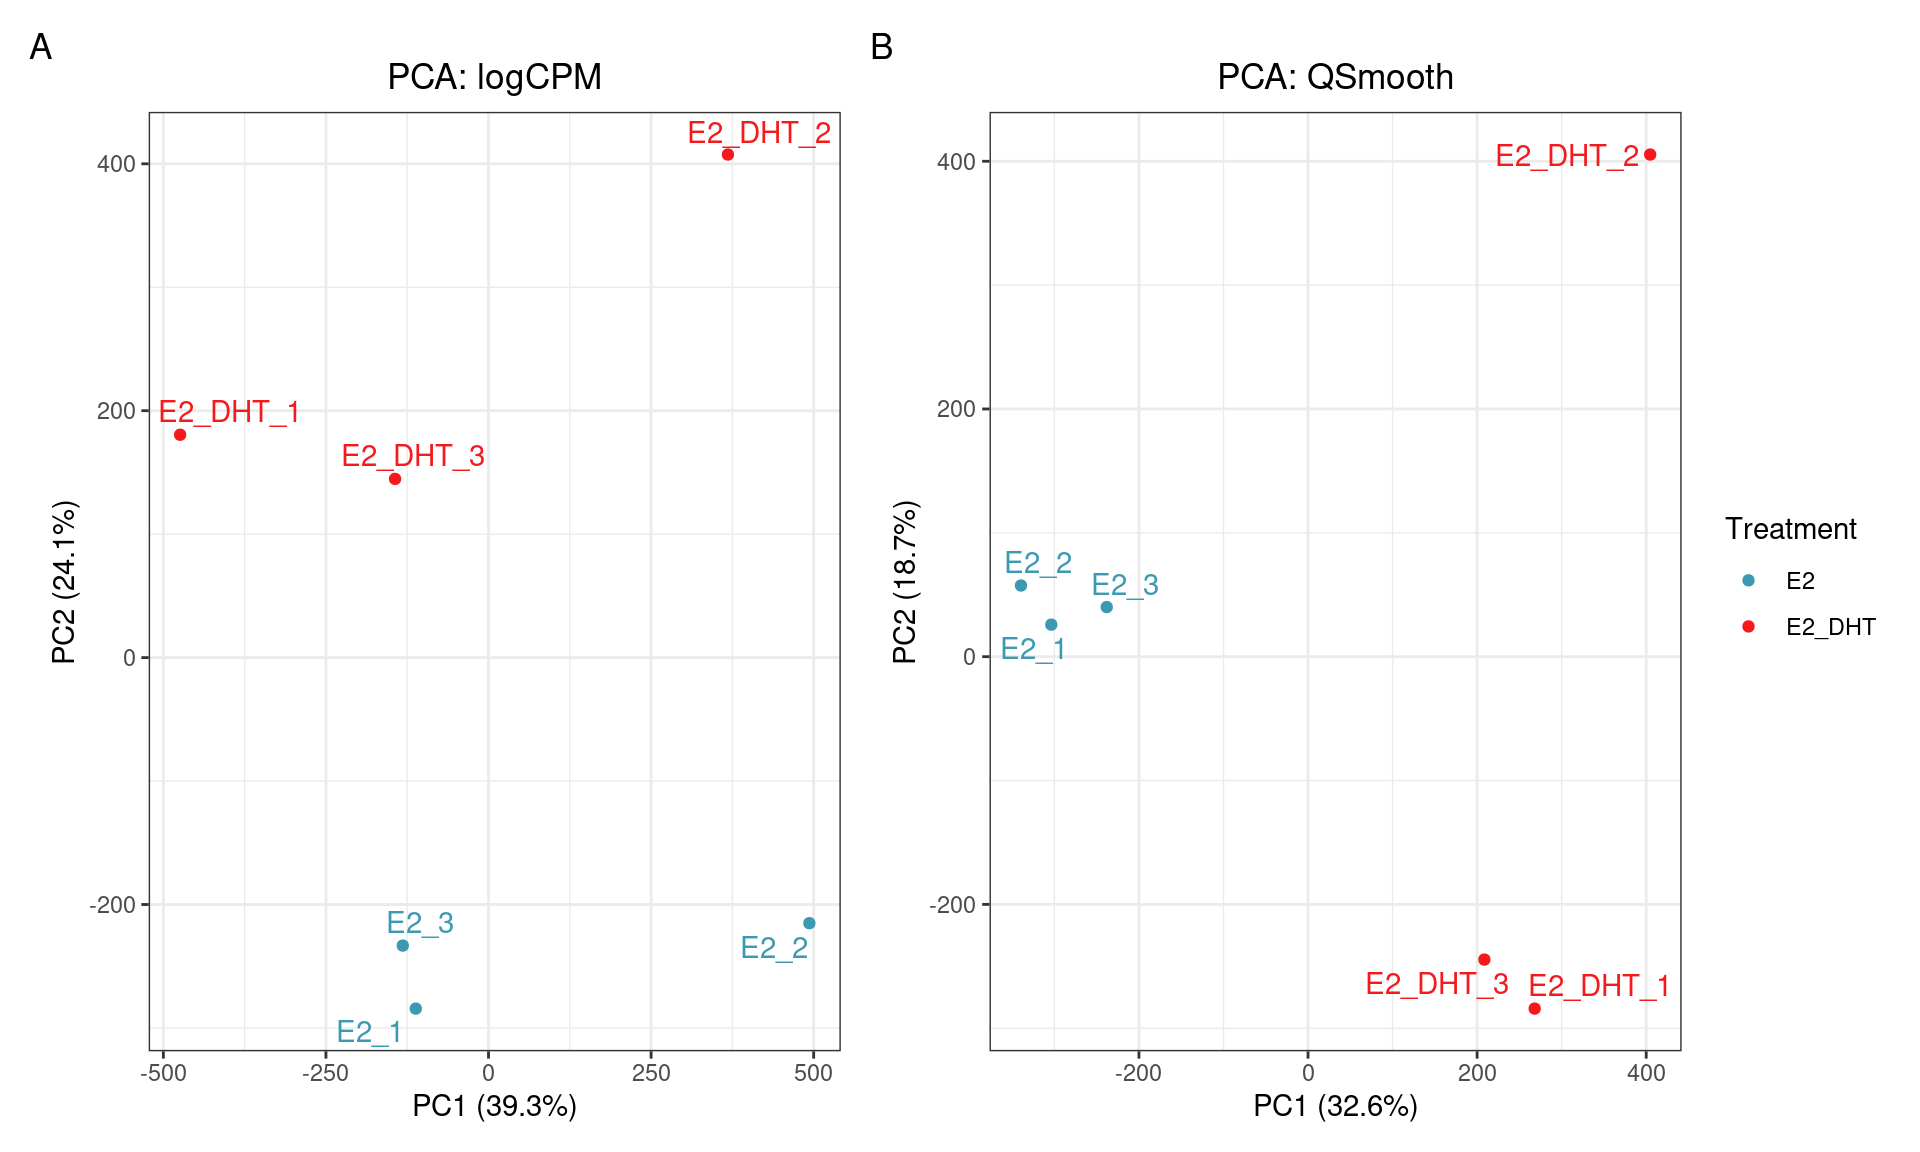 A
PCA: logCPM
E2_DHT_2
E2_DHT_1
E2_DHT_3
E2_3
E2_2
E2_1
400
200
0
-200
-500
-250
0
250
500
PC1 (39.3%)
PC2 (24.1%)
B
PCA: QSmooth
E2_DHT_2
E2_2
E2_3
E2_1
E2_DHT_3
E2_DHT_1
400
200
0
-200
-200
0
200
400
PC1 (32.6%)
PC2 (18.7%)
Treatment
E2
E2_DHT